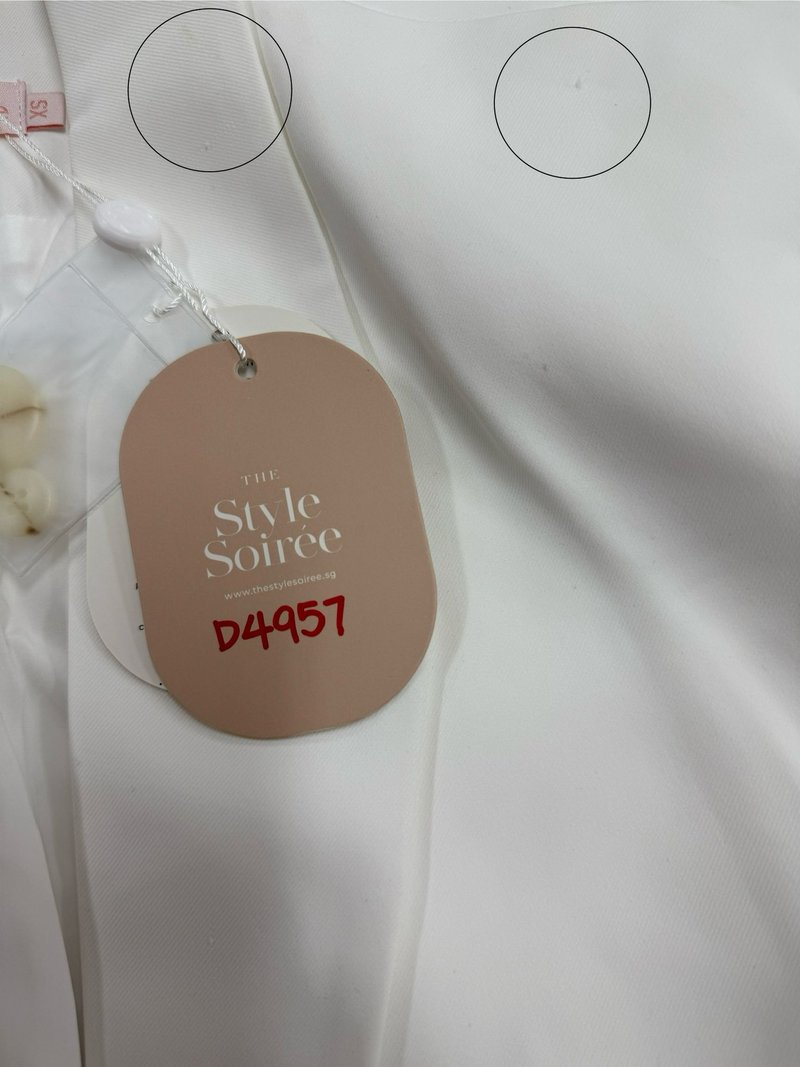 XS
THE
Style
Soirée
www.thestylesoiree.sg
D4957